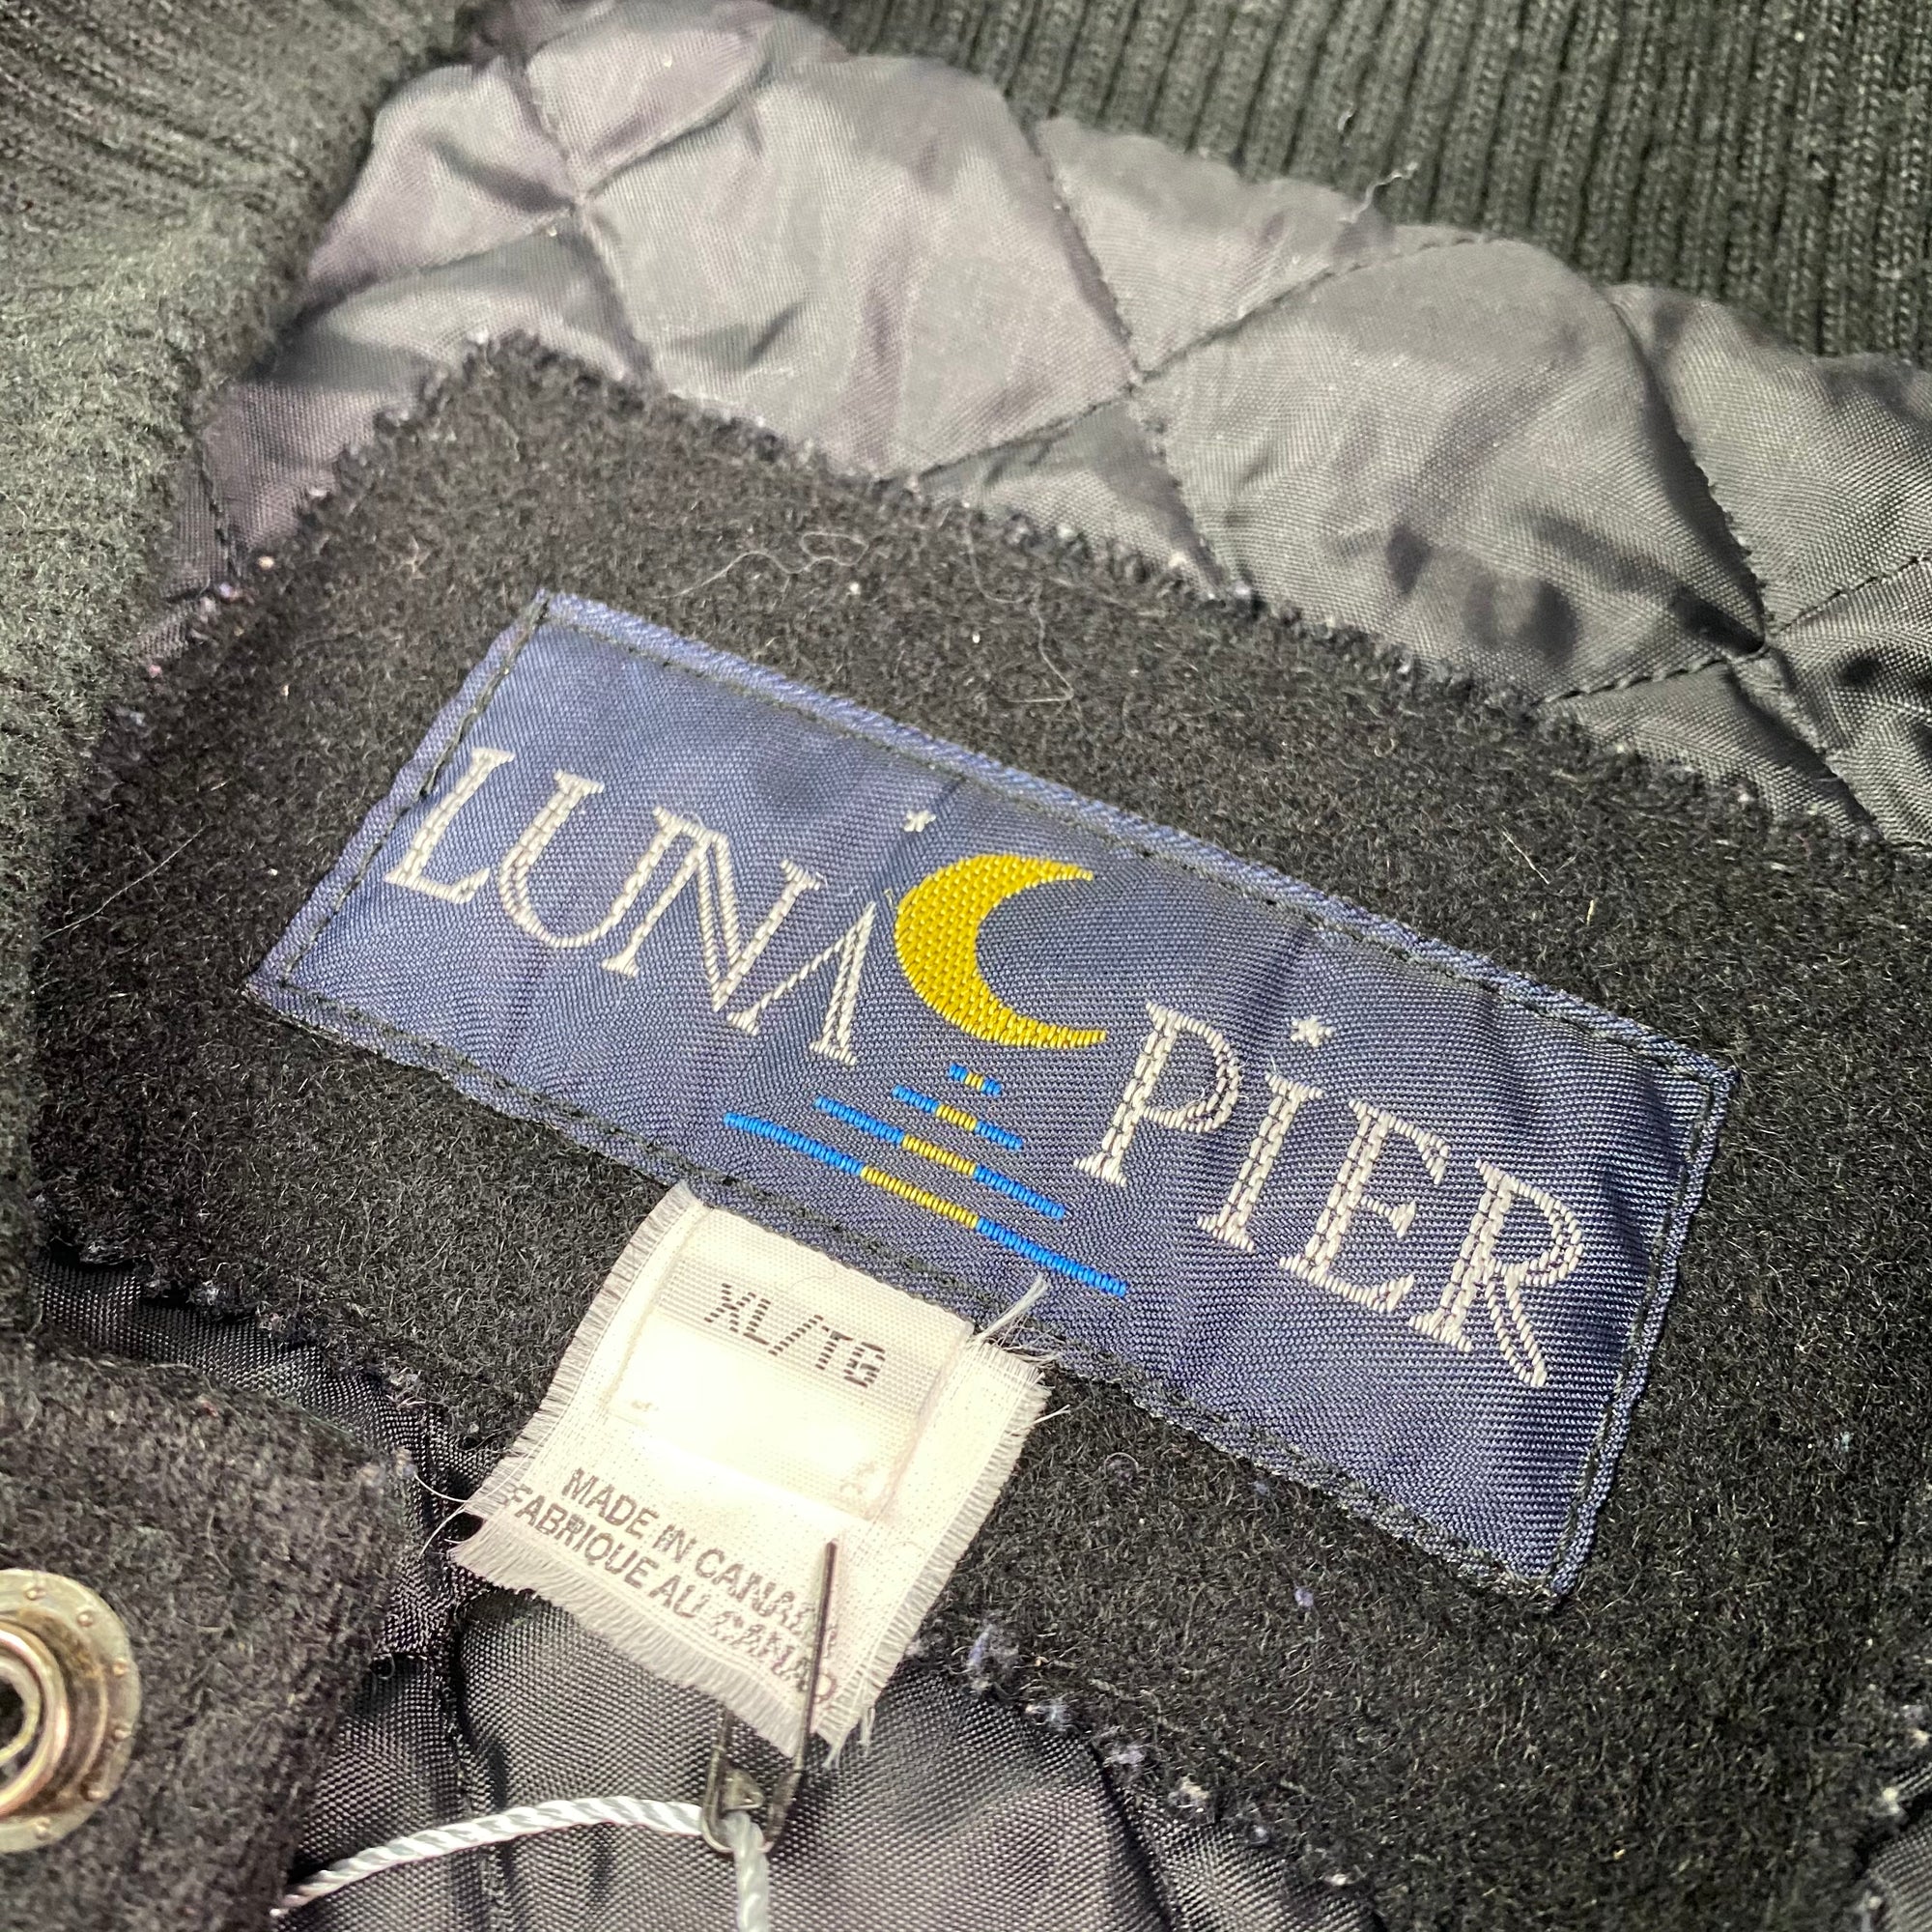 LUNA PIER
XL/TG
MADE IN CANADA
FABRIQUE AU CANADA